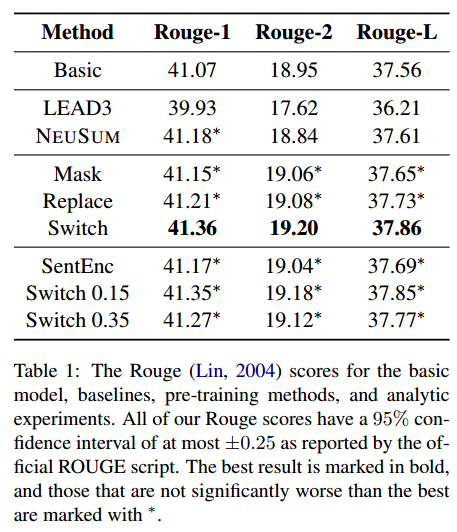 Method Rouge-1 Rouge-2 Rouge-L
Basic 41.07 18.95 37.56
LEAD3 39.93 17.62 36.21
NEUSUM 41.18* 18.84 37.61
Mask 41.15* 19.06* 37.65*
Replace 41.21* 19.08* 37.73*
Switch 41.36 19.20 37.86
SentEnc 41.17* 19.04* 37.69*
Switch 0.15 41.35* 19.18* 37.85*
Switch 0.35 41.27* 19.12* 37.77*
Table 1: The Rouge (Lin, 2004) scores for the basic
model, baselines, pre-training methods, and analytic
experiments. All of our Rouge scores have a 95% con-
fidence interval of at most ±0.25 as reported by the of-
ficial ROUGE script. The best result is marked in bold,
and those that are not significantly worse than the best
are marked with *.